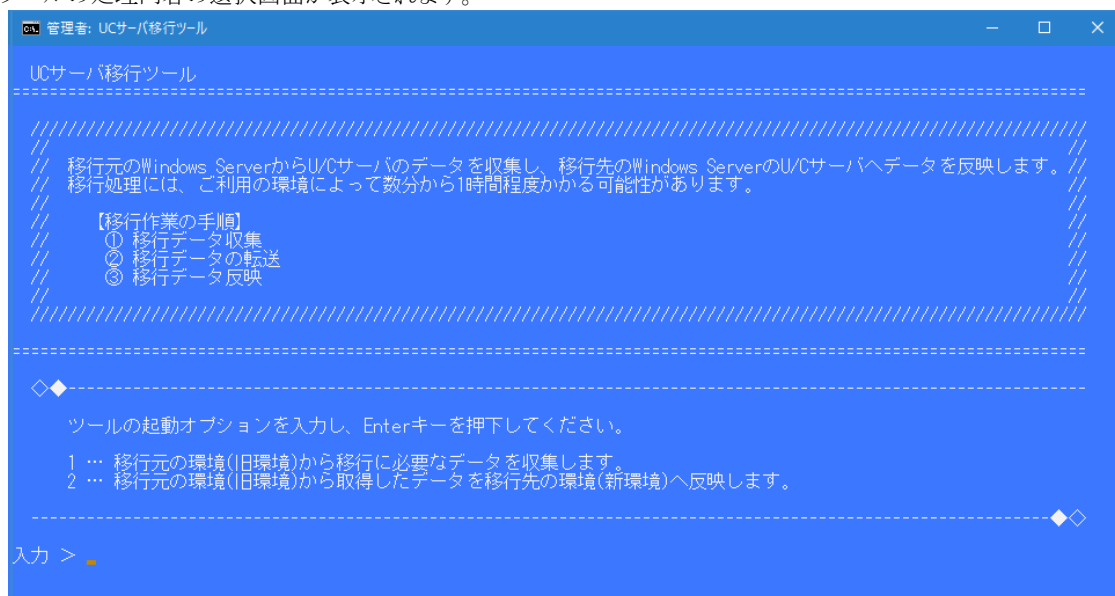 ツールの処理内容の選択画面が表示されます。
管理者: UCサーバ移行ツール
UCサーバ移行ツール
====================================================================================================================
//////////////////////////////////////////////////////////////////////////////////////////////////////////////////
// //
// 移行元のWindows ServerからU/Cサーバのデータを収集し、移行先のWindows ServerのU/Cサーバへデータを反映します。 //
// 移行処理には、ご利用の環境によって数分から1時間程度かかる可能性があります。 //
// //
// 【移行作業の手順】 //
// ① 移行データ収集 //
// ② 移行データの転送 //
// ③ 移行データ反映 //
// //
//////////////////////////////////////////////////////////////////////////////////////////////////////////////////
====================================================================================================================
◇◆--------------------------------------------------------------------------------------------------------------
ツールの起動オプションを入力し、Enterキーを押下してください。
1 … 移行元の環境(旧環境)から移行に必要なデータを収集します。
2 … 移行元の環境(旧環境)から取得したデータを移行先の環境(新環境)へ反映します。
--------------------------------------------------------------------------------------------------------------◆◇
入力 > _